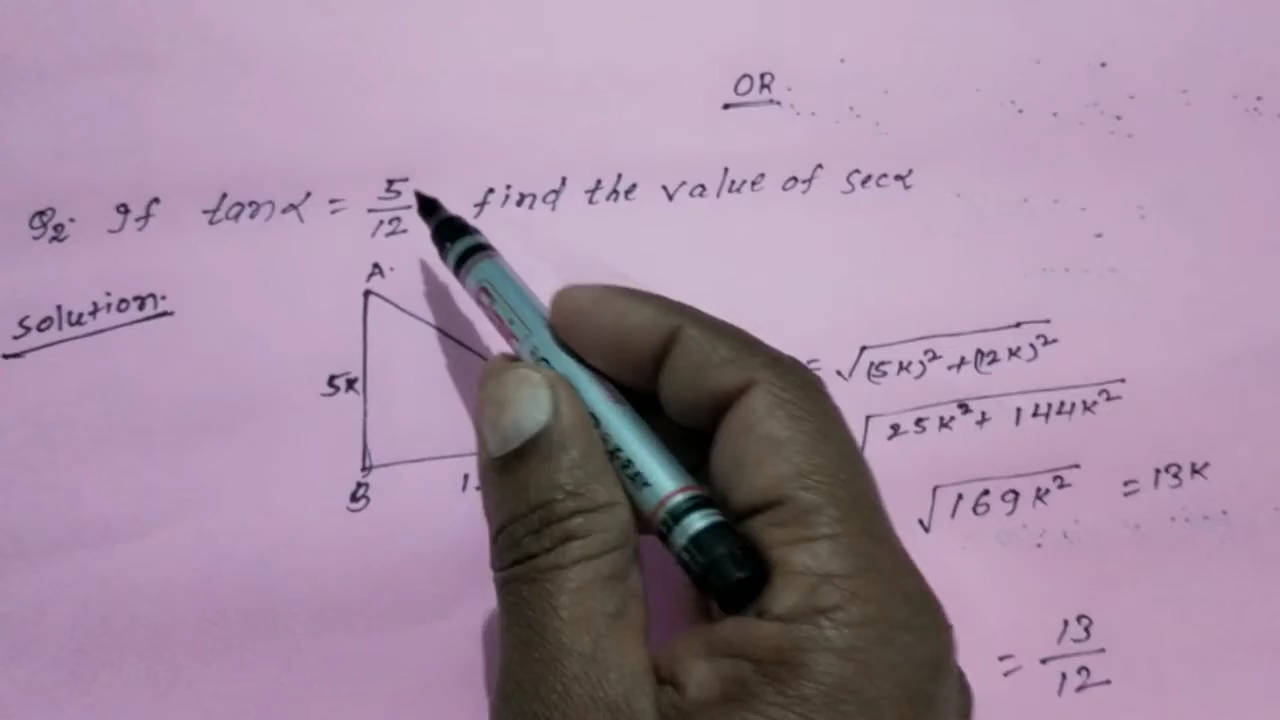 OR.
Q2. If tanα = 5/12 find the value of secα
Solution.
A.
5k
B
= √(5k)² + (12k)²
√25k² + 144k²
√169k² = 13k
= 13/12